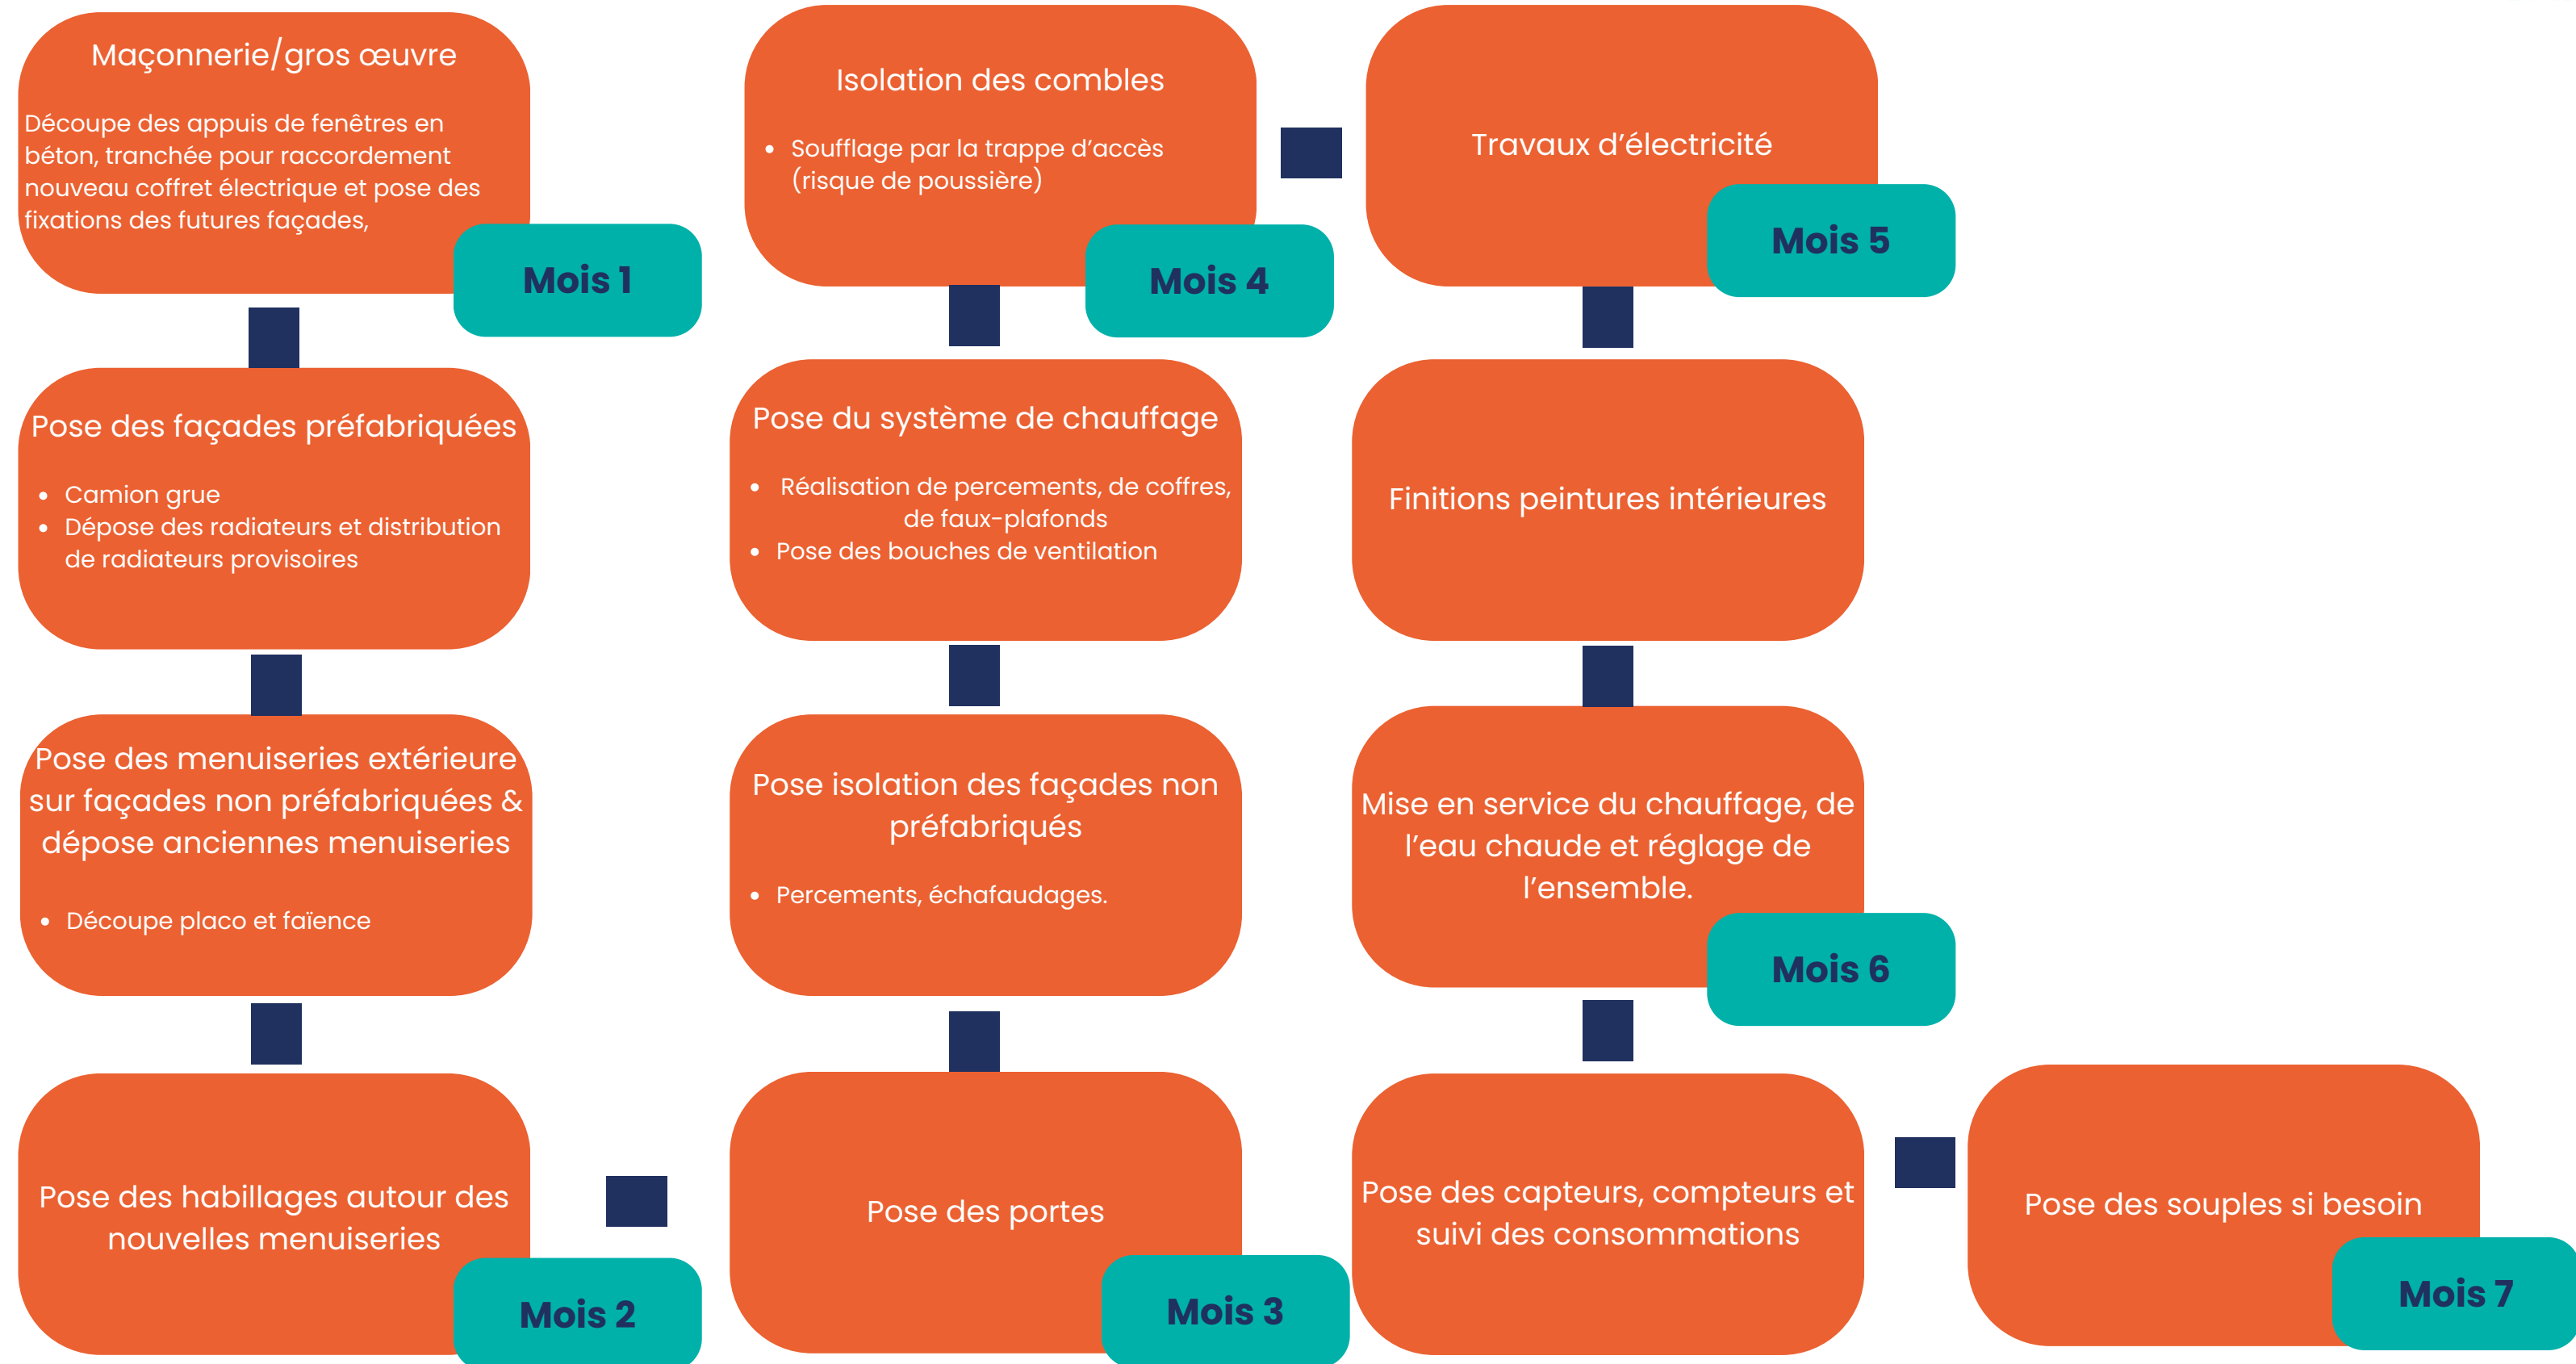 Maçonnerie/gros œuvre
Découpe des appuis de fenêtres en
béton, tranchée pour raccordement
nouveau coffret électrique et pose des
fixations des futures façades,
Mois 1
Pose des façades préfabriquées
• Camion grue
• Dépose des radiateurs et distribution
de radiateurs provisoires
Pose des menuiseries extérieure
sur façades non préfabriquées &
dépose anciennes menuiseries
• Découpe placo et faïence
Pose des habillages autour des
nouvelles menuiseries
Mois 2
Pose des portes
Mois 3
Pose isolation des façades non
préfabriqués
• Percements, échafaudages.
Pose du système de chauffage
• Réalisation de percements, de coffres,
de faux-plafonds
• Pose des bouches de ventilation
Isolation des combles
• Soufflage par la trappe d’accès
(risque de poussière)
Mois 4
Travaux d’électricité
Mois 5
Finitions peintures intérieures
Mise en service du chauffage, de
l’eau chaude et réglage de
l’ensemble.
Mois 6
Pose des capteurs, compteurs et
suivi des consommations
Pose des souples si besoin
Mois 7